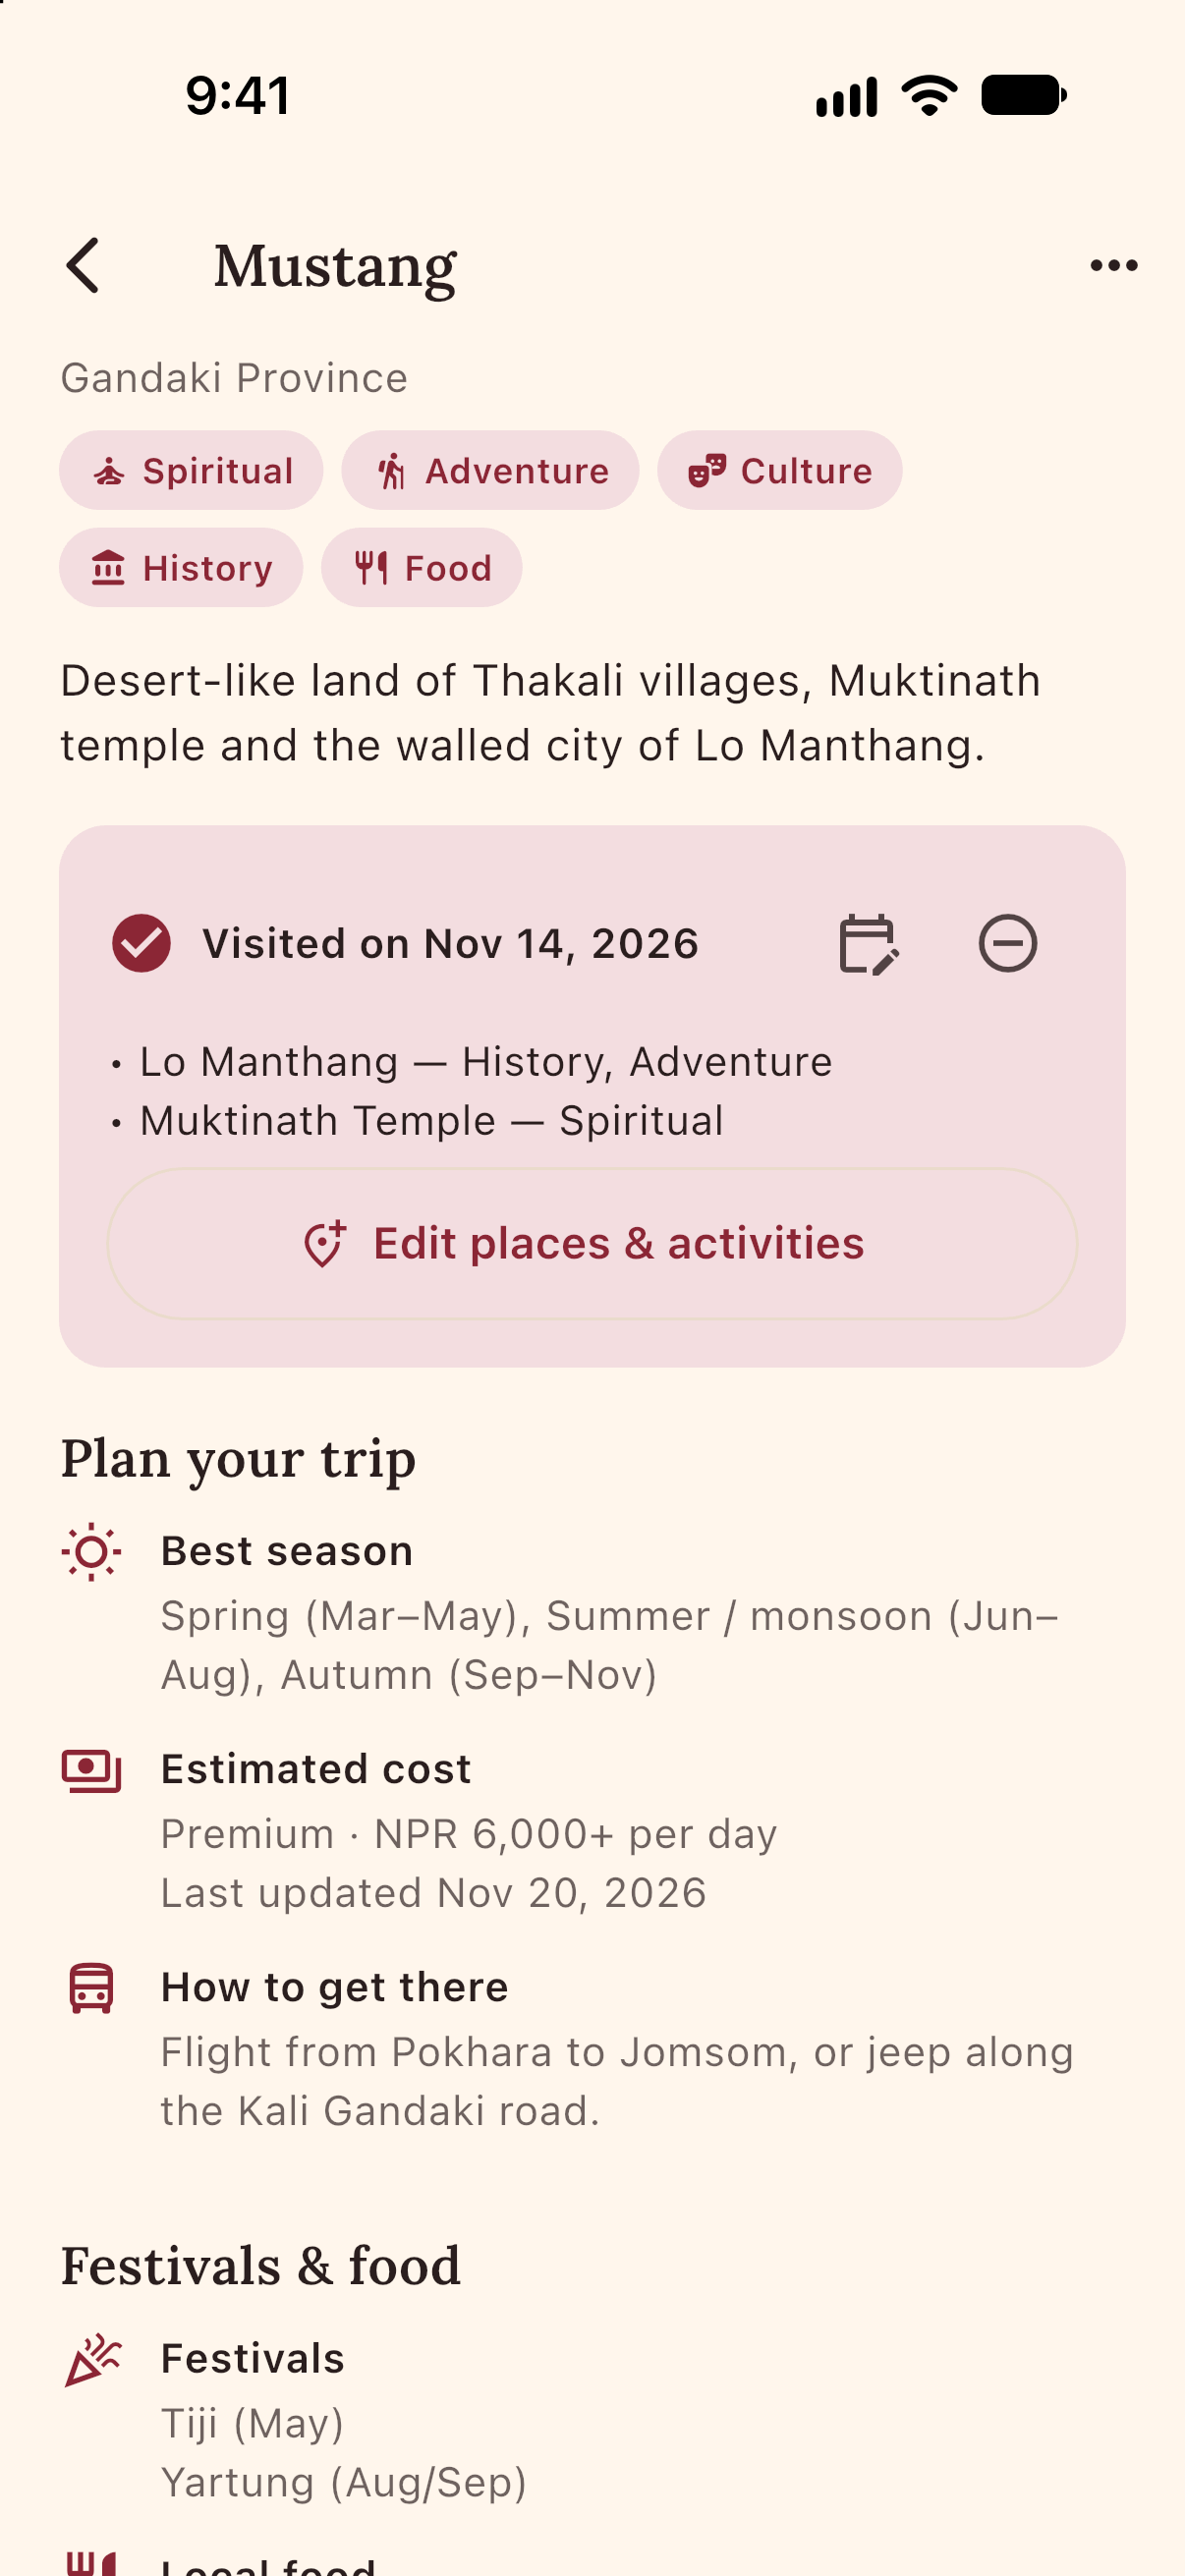 9:41
Mustang
Gandaki Province
Spiritual
Adventure
Culture
History
Food
Desert-like land of Thakali villages, Muktinath
temple and the walled city of Lo Manthang.
Visited on Nov 14, 2026
• Lo Manthang — History, Adventure
• Muktinath Temple — Spiritual
Edit places & activities
Plan your trip
Best season
Spring (Mar–May), Summer / monsoon (Jun–
Aug), Autumn (Sep–Nov)
Estimated cost
Premium · NPR 6,000+ per day
Last updated Nov 20, 2026
How to get there
Flight from Pokhara to Jomsom, or jeep along
the Kali Gandaki road.
Festivals & food
Festivals
Tiji (May)
Yartung (Aug/Sep)
Local food